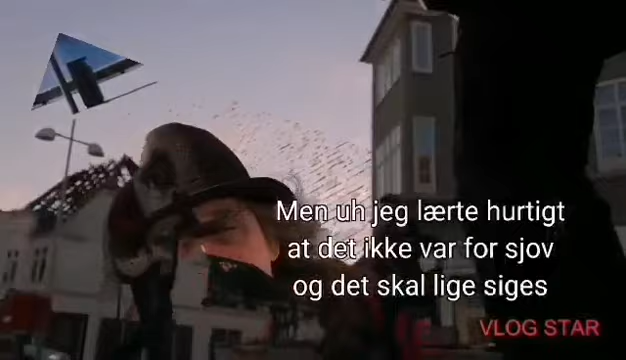 Men uh jeg lærte hurtigt
at det ikke var for sjov
og det skal lige siges
VLOG STAR